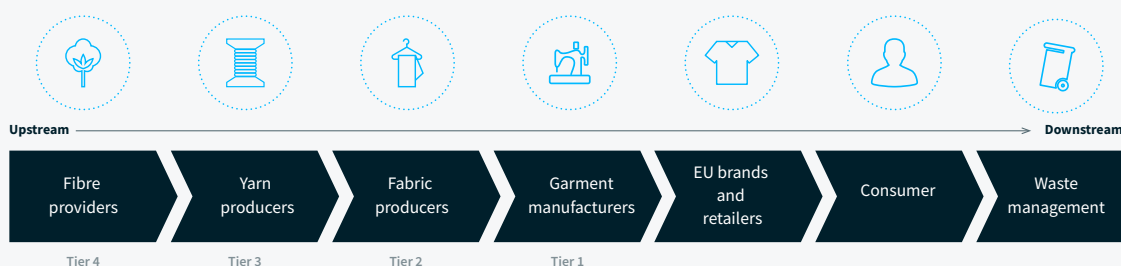 Upstream
Downstream
Fibre
providers
Yarn
producers
Fabric
producers
Garment
manufacturers
EU brands
and
retailers
Consumer
Waste
management
Tier 4
Tier 3
Tier 2
Tier 1